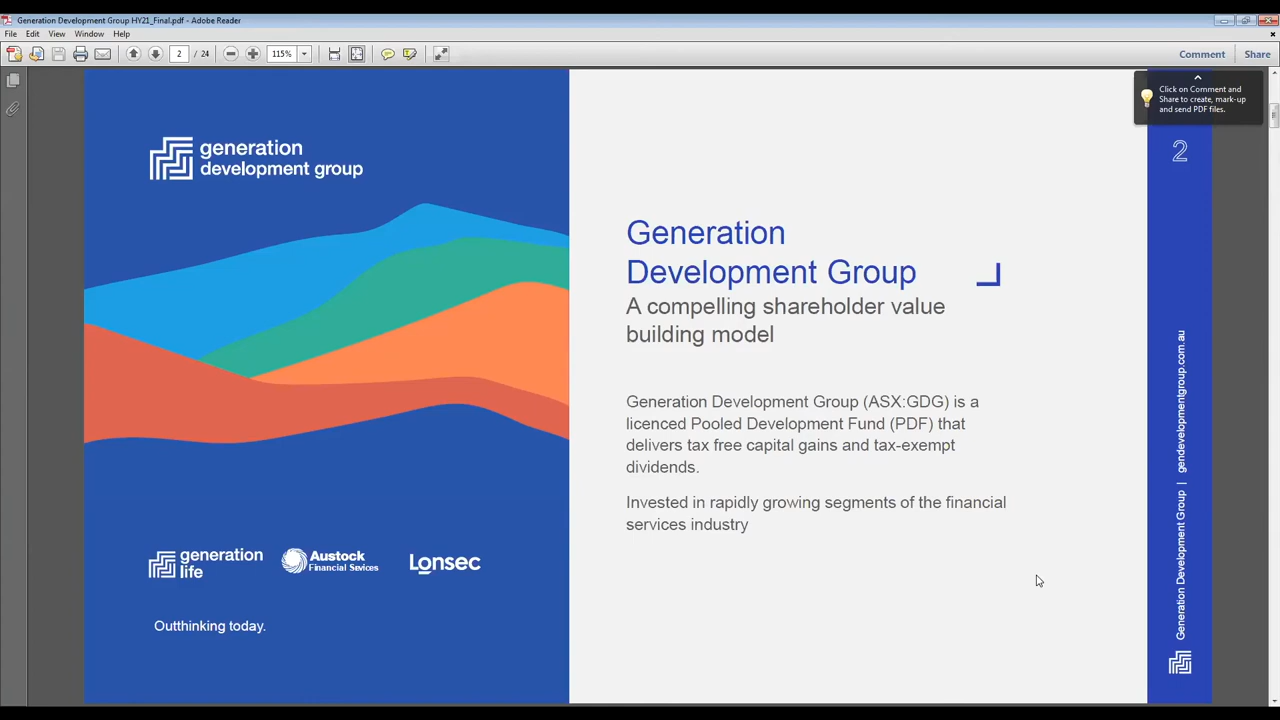 Generation Development Group HY21_Final.pdf - Adobe Reader
File Edit View Window Help
2 / 24 115%
Comment Share
Click on Comment and
Share to create, mark-up
and send PDF files.
generation
development group
2
Generation
Development Group
A compelling shareholder value
building model
Generation Development Group (ASX:GDG) is a
licenced Pooled Development Fund (PDF) that
delivers tax free capital gains and tax-exempt
dividends.
Invested in rapidly growing segments of the financial
services industry
generation
life
Austock
Financial Sevices
Lonsec
Outthinking today.
Generation Development Group | gendevelopmentgroup.com.au